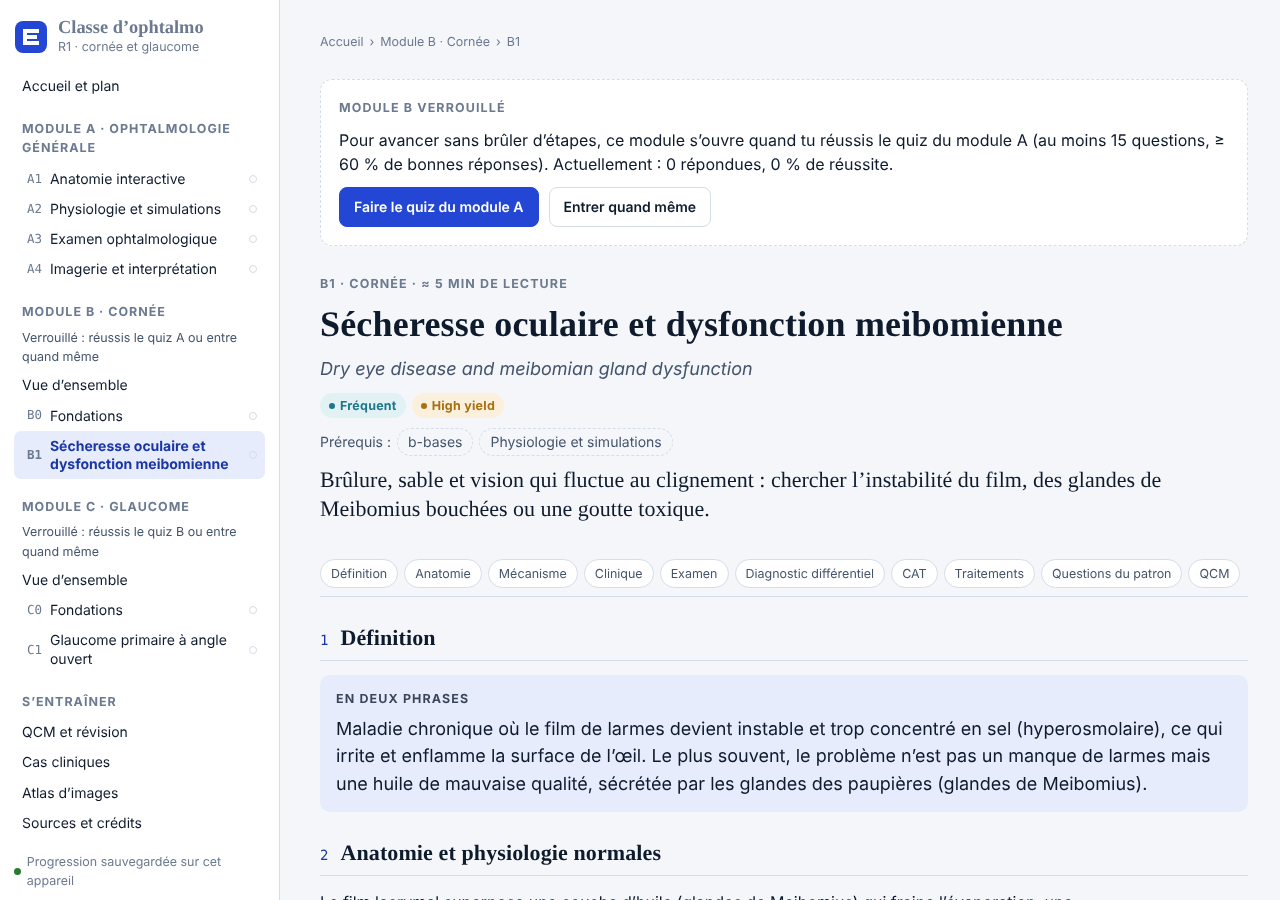 Classe d’ophtalmo
R1 · cornée et glaucome
Accueil et plan
MODULE A · OPHTALMOLOGIE
GÉNÉRALE
A1 Anatomie interactive
A2 Physiologie et simulations
A3 Examen ophtalmologique
A4 Imagerie et interprétation
MODULE B · CORNÉE
Verrouillé : réussis le quiz A ou entre
quand même
Vue d’ensemble
B0 Fondations
B1 Sécheresse oculaire et
dysfonction meibomienne
MODULE C · GLAUCOME
Verrouillé : réussis le quiz B ou entre
quand même
Vue d’ensemble
C0 Fondations
C1 Glaucome primaire à angle
ouvert
S’ENTRAÎNER
QCM et révision
Cas cliniques
Atlas d’images
Sources et crédits
Progression sauvegardée sur cet
appareil
Accueil › Module B · Cornée › B1
MODULE B VERROUILLÉ
Pour avancer sans brûler d’étapes, ce module s’ouvre quand tu réussis le quiz du module A (au moins 15 questions, ≥
60 % de bonnes réponses). Actuellement : 0 répondues, 0 % de réussite.
Faire le quiz du module A Entrer quand même
B1 · CORNÉE · ≈ 5 MIN DE LECTURE
Sécheresse oculaire et dysfonction meibomienne
Dry eye disease and meibomian gland dysfunction
Fréquent High yield
Prérequis : b-bases Physiologie et simulations
Brûlure, sable et vision qui fluctue au clignement : chercher l’instabilité du film, des glandes de
Meibomius bouchées ou une goutte toxique.
Définition Anatomie Mécanisme Clinique Examen Diagnostic différentiel CAT Traitements Questions du patron QCM
1 Définition
EN DEUX PHRASES
Maladie chronique où le film de larmes devient instable et trop concentré en sel (hyperosmolaire), ce qui
irrite et enflamme la surface de l’œil. Le plus souvent, le problème n’est pas un manque de larmes mais
une huile de mauvaise qualité, sécrétée par les glandes des paupières (glandes de Meibomius).
2 Anatomie et physiologie normales